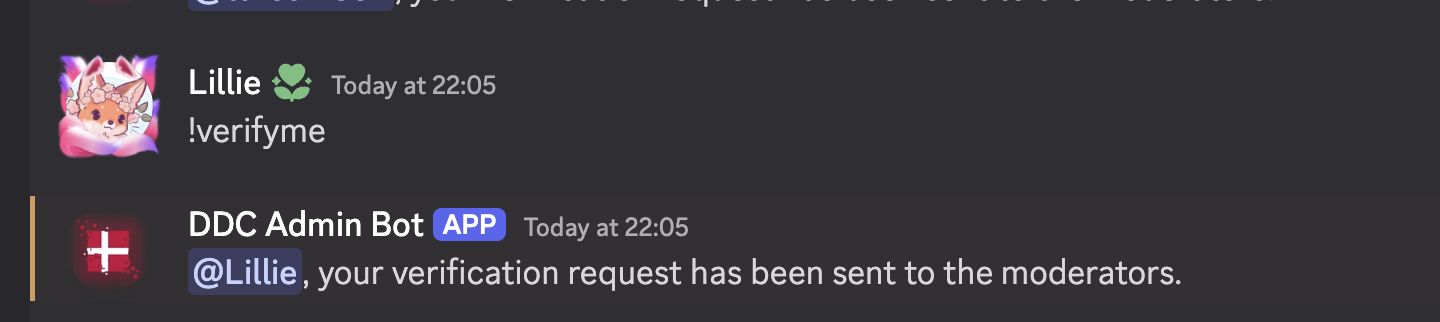 Lillie Today at 22:05
!verifyme
DDC Admin Bot APP Today at 22:05
@Lillie, your verification request has been sent to the moderators.